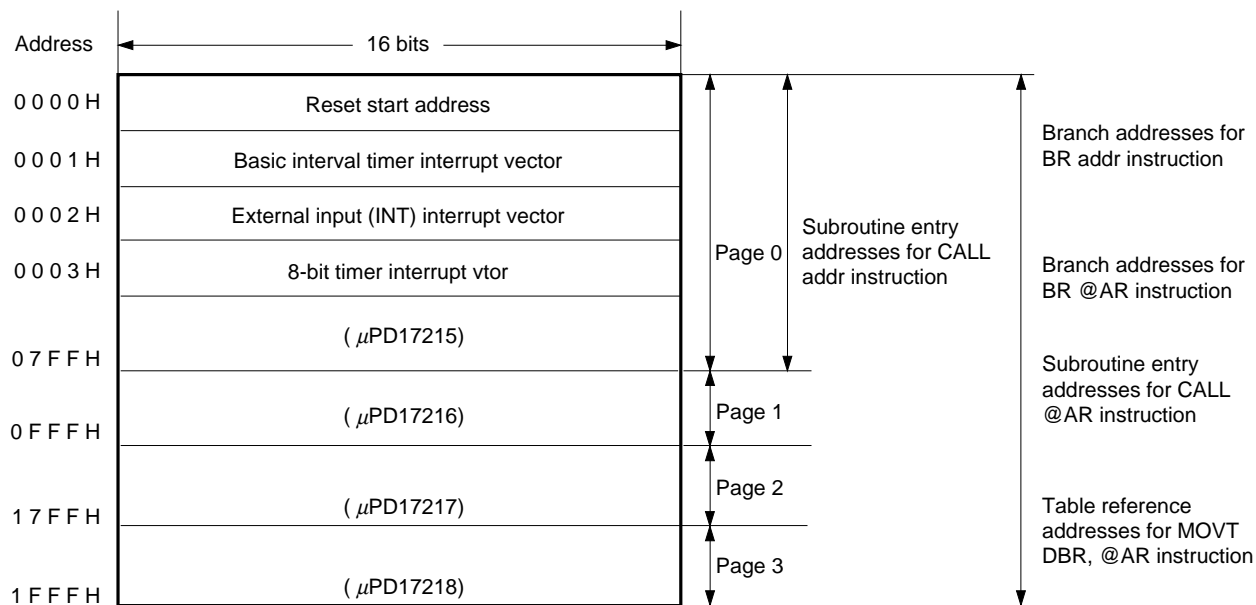 Address
16 bits
0000H
Reset start address
0001H
Basic interval timer interrupt vector
0002H
External input (INT) interrupt vector
0003H
8-bit timer interrupt vtor
( μPD17215)
07FFH
( μPD17216)
0FFFH
( μPD17217)
17FFH
( μPD17218)
1FFFH
Page 0
Page 1
Page 2
Page 3
Subroutine entry
addresses for CALL
addr instruction
Branch addresses for
BR addr instruction
Branch addresses for
BR @AR instruction
Subroutine entry
addresses for CALL
@AR instruction
Table reference
addresses for MOVT
DBR, @AR instruction